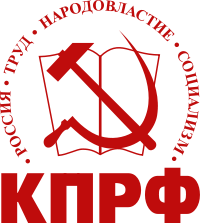 · РОССИЯ · ТРУД · НАРОДОВЛАСТИЕ · СОЦИАЛИЗМ ·
КПРФ